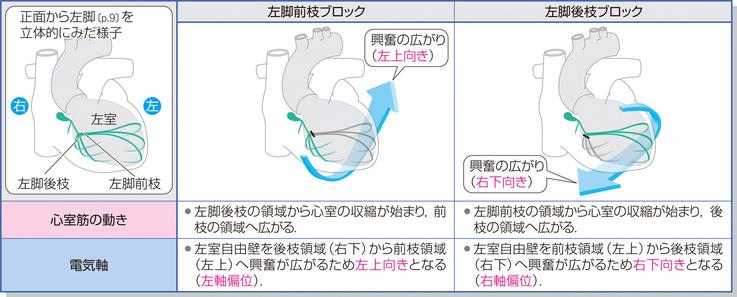 正面から左脚(p.9)を
立体的にみた様子
右
左
左室
左脚後枝
左脚前枝
左脚前枝ブロック
左脚後枝ブロック
興奮の広がり
(左上向き)
興奮の広がり
(右下向き)
心室筋の動き
●左脚後枝の領域から心室の収縮が始まり,前
枝の領域へ広がる.
●左脚前枝の領域から心室の収縮が始まり,後
枝の領域へ広がる.
電気軸
●左室自由壁を後枝領域(右下)から前枝領域
(左上)へ興奮が広がるため左上向きとなる
(左軸偏位).
●左室自由壁を前枝領域(左上)から後枝領域
(右下)へ興奮が広がるため右下向きとなる
(右軸偏位).